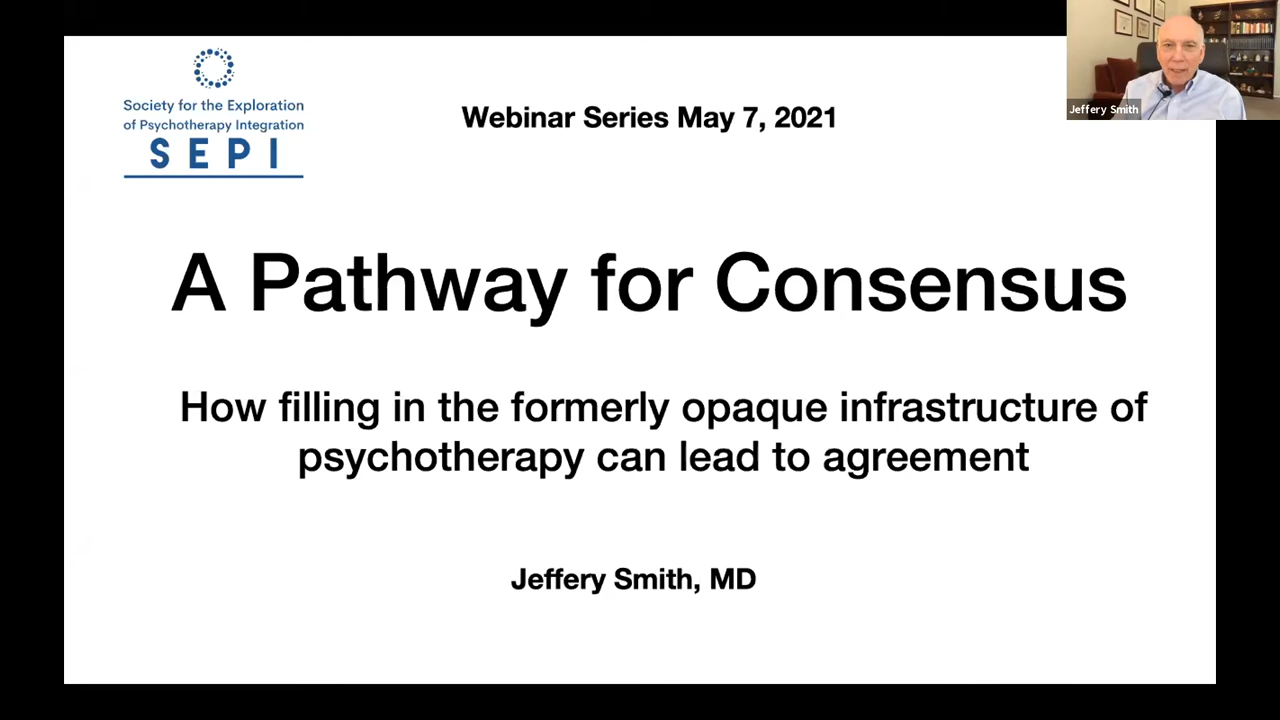 Society for the Exploration
of Psychotherapy Integration
SEPI
Webinar Series May 7, 2021
Jeffery Smith
A Pathway for Consensus
How filling in the formerly opaque infrastructure of
psychotherapy can lead to agreement
Jeffery Smith, MD